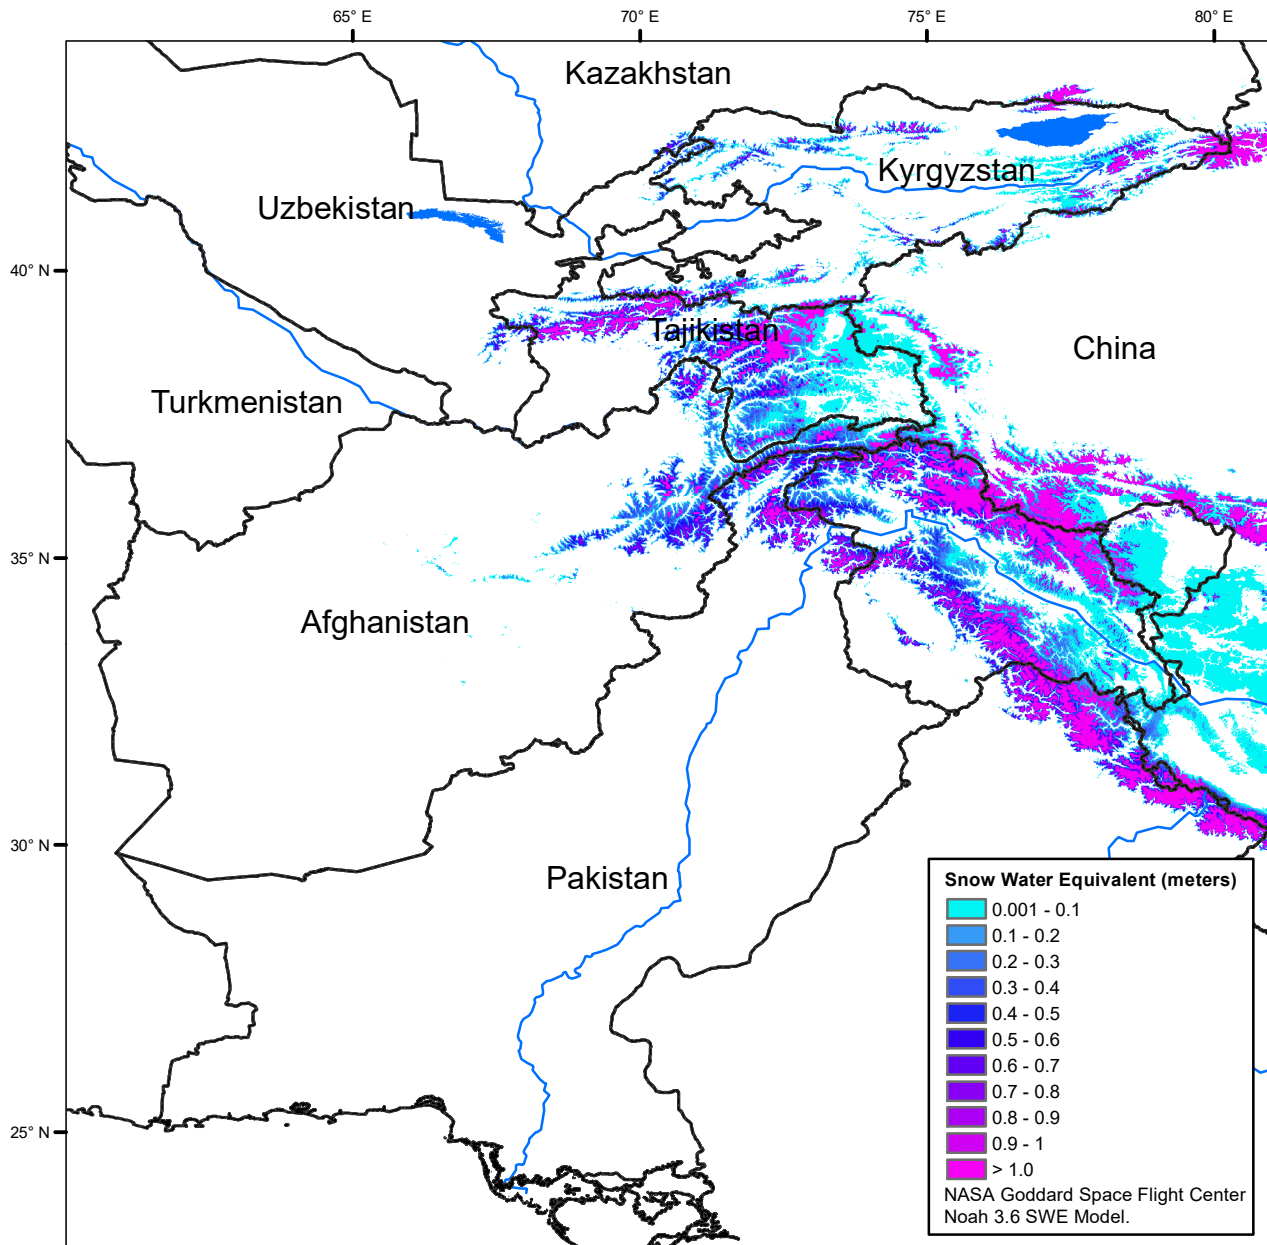 65° E
70° E
75° E
80° E
Kazakhstan
Kyrgyzstan
Uzbekistan
40° N
Tajikistan
China
Turkmenistan
35° N
Afghanistan
30° N
Pakistan
25° N
Snow Water Equivalent (meters)
0.001 - 0.1
0.1 - 0.2
0.2 - 0.3
0.3 - 0.4
0.4 - 0.5
0.5 - 0.6
0.6 - 0.7
0.7 - 0.8
0.8 - 0.9
0.9 - 1
> 1.0
NASA Goddard Space Flight Center
Noah 3.6 SWE Model.